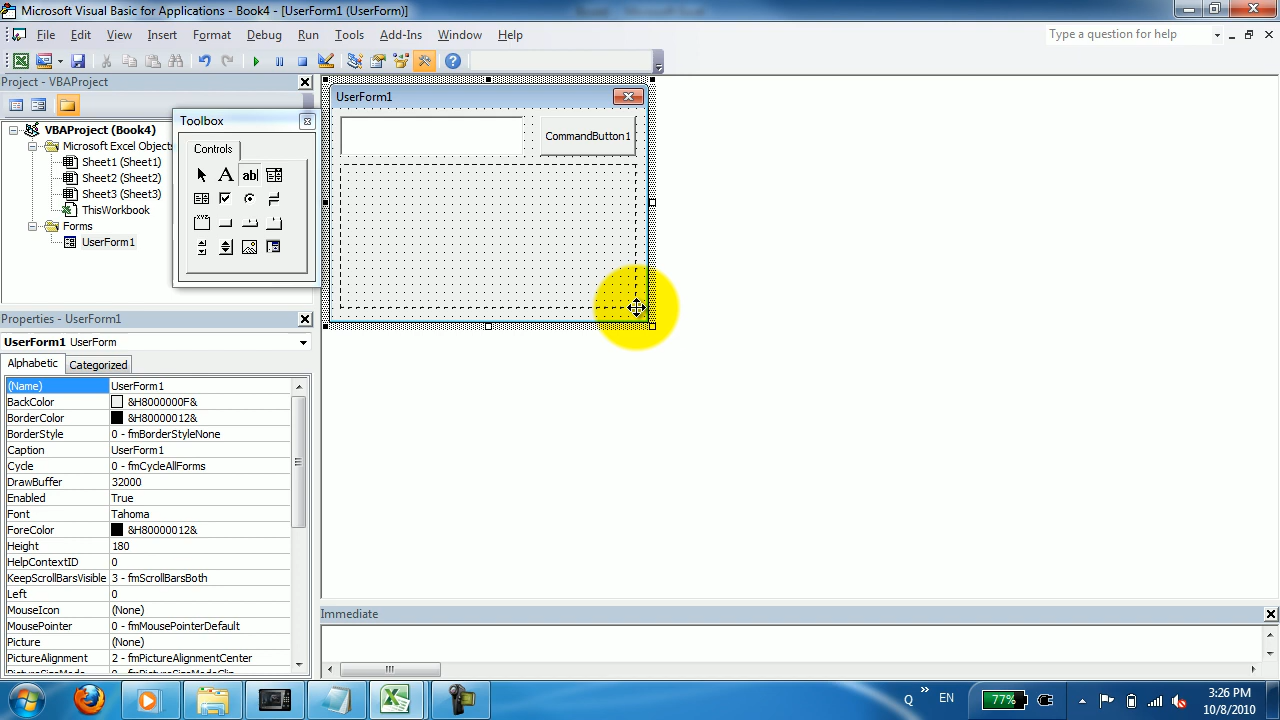 Microsoft Visual Basic for Applications - Book4 - [UserForm1 (UserForm)]
File Edit View Insert Format Debug Run Tools Add-Ins Window Help
Type a question for help
Project - VBAProject
VBAProject (Book4)
Microsoft Excel Objects
Sheet1 (Sheet1)
Sheet2 (Sheet2)
Sheet3 (Sheet3)
ThisWorkbook
Forms
UserForm1
Toolbox
Controls
A ab|
UserForm1
CommandButton1
Properties - UserForm1
UserForm1 UserForm
Alphabetic Categorized
(Name) UserForm1
BackColor &H8000000F&
BorderColor &H80000012&
BorderStyle 0 - fmBorderStyleNone
Caption UserForm1
Cycle 0 - fmCycleAllForms
DrawBuffer 32000
Enabled True
Font Tahoma
ForeColor &H80000012&
Height 180
HelpContextID 0
KeepScrollBarsVisible 3 - fmScrollBarsBoth
Left 0
MouseIcon (None)
MousePointer 0 - fmMousePointerDefault
Picture (None)
PictureAlignment 2 - fmPictureAlignmentCenter
Immediate
EN
77%
3:26 PM
10/8/2010